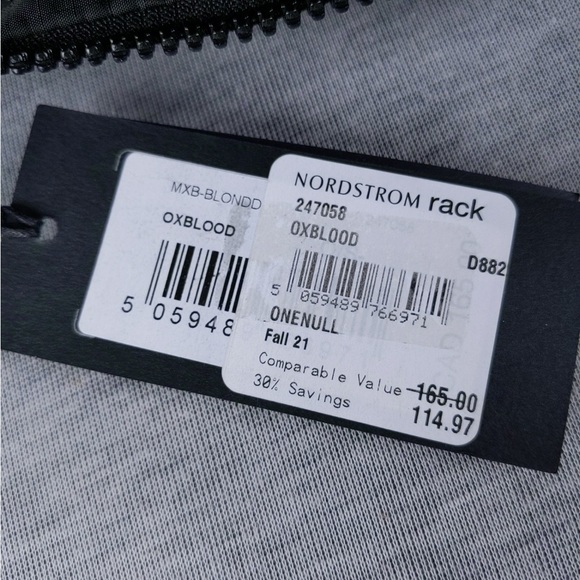 MXB-BLONDD
OXBLOOD
5 05948
NORDSTROM rack
247058
OXBLOOD
D882
5 059489 766971
ONENULL
Fall 21
Comparable Value 165.00
30% Savings 114.97